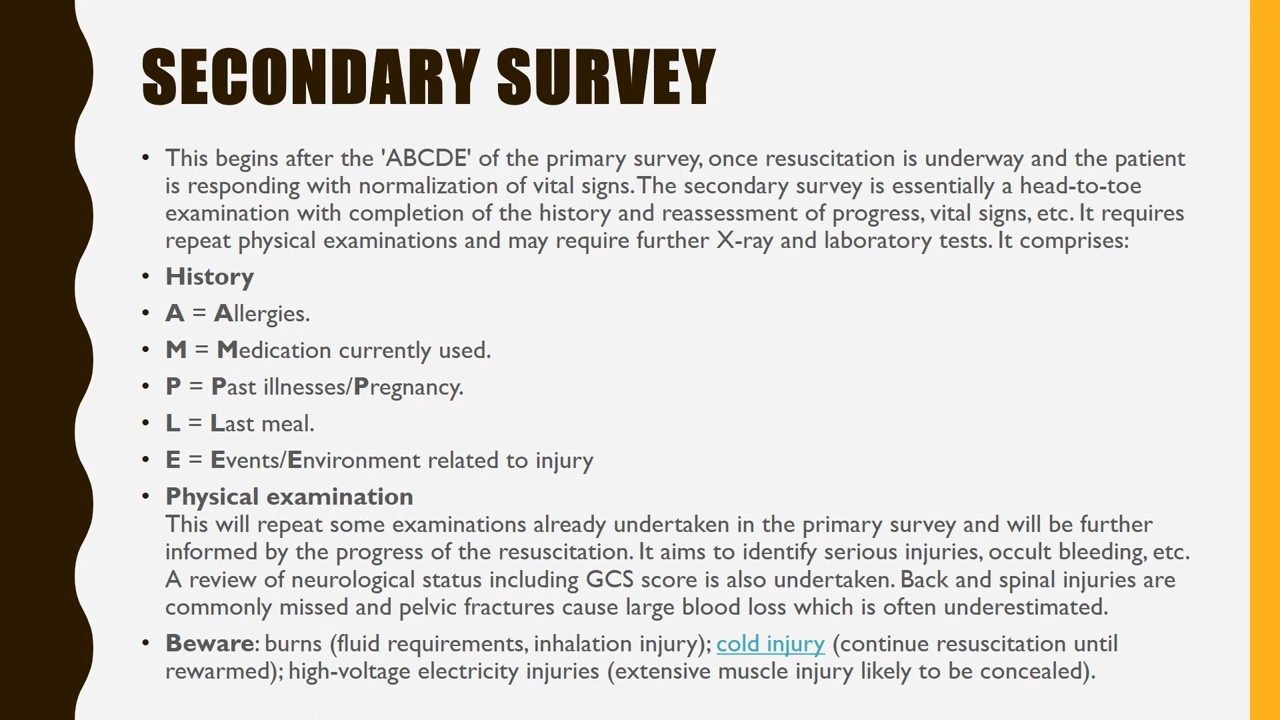 SECONDARY SURVEY
• This begins after the 'ABCDE' of the primary survey, once resuscitation is underway and the patient
is responding with normalization of vital signs. The secondary survey is essentially a head-to-toe
examination with completion of the history and reassessment of progress, vital signs, etc. It requires
repeat physical examinations and may require further X-ray and laboratory tests. It comprises:
• History
• A = Allergies.
• M = Medication currently used.
• P = Past illnesses/Pregnancy.
• L = Last meal.
• E = Events/Environment related to injury
• Physical examination
This will repeat some examinations already undertaken in the primary survey and will be further
informed by the progress of the resuscitation. It aims to identify serious injuries, occult bleeding, etc.
A review of neurological status including GCS score is also undertaken. Back and spinal injuries are
commonly missed and pelvic fractures cause large blood loss which is often underestimated.
• Beware: burns (fluid requirements, inhalation injury); cold injury (continue resuscitation until
rewarmed); high-voltage electricity injuries (extensive muscle injury likely to be concealed).